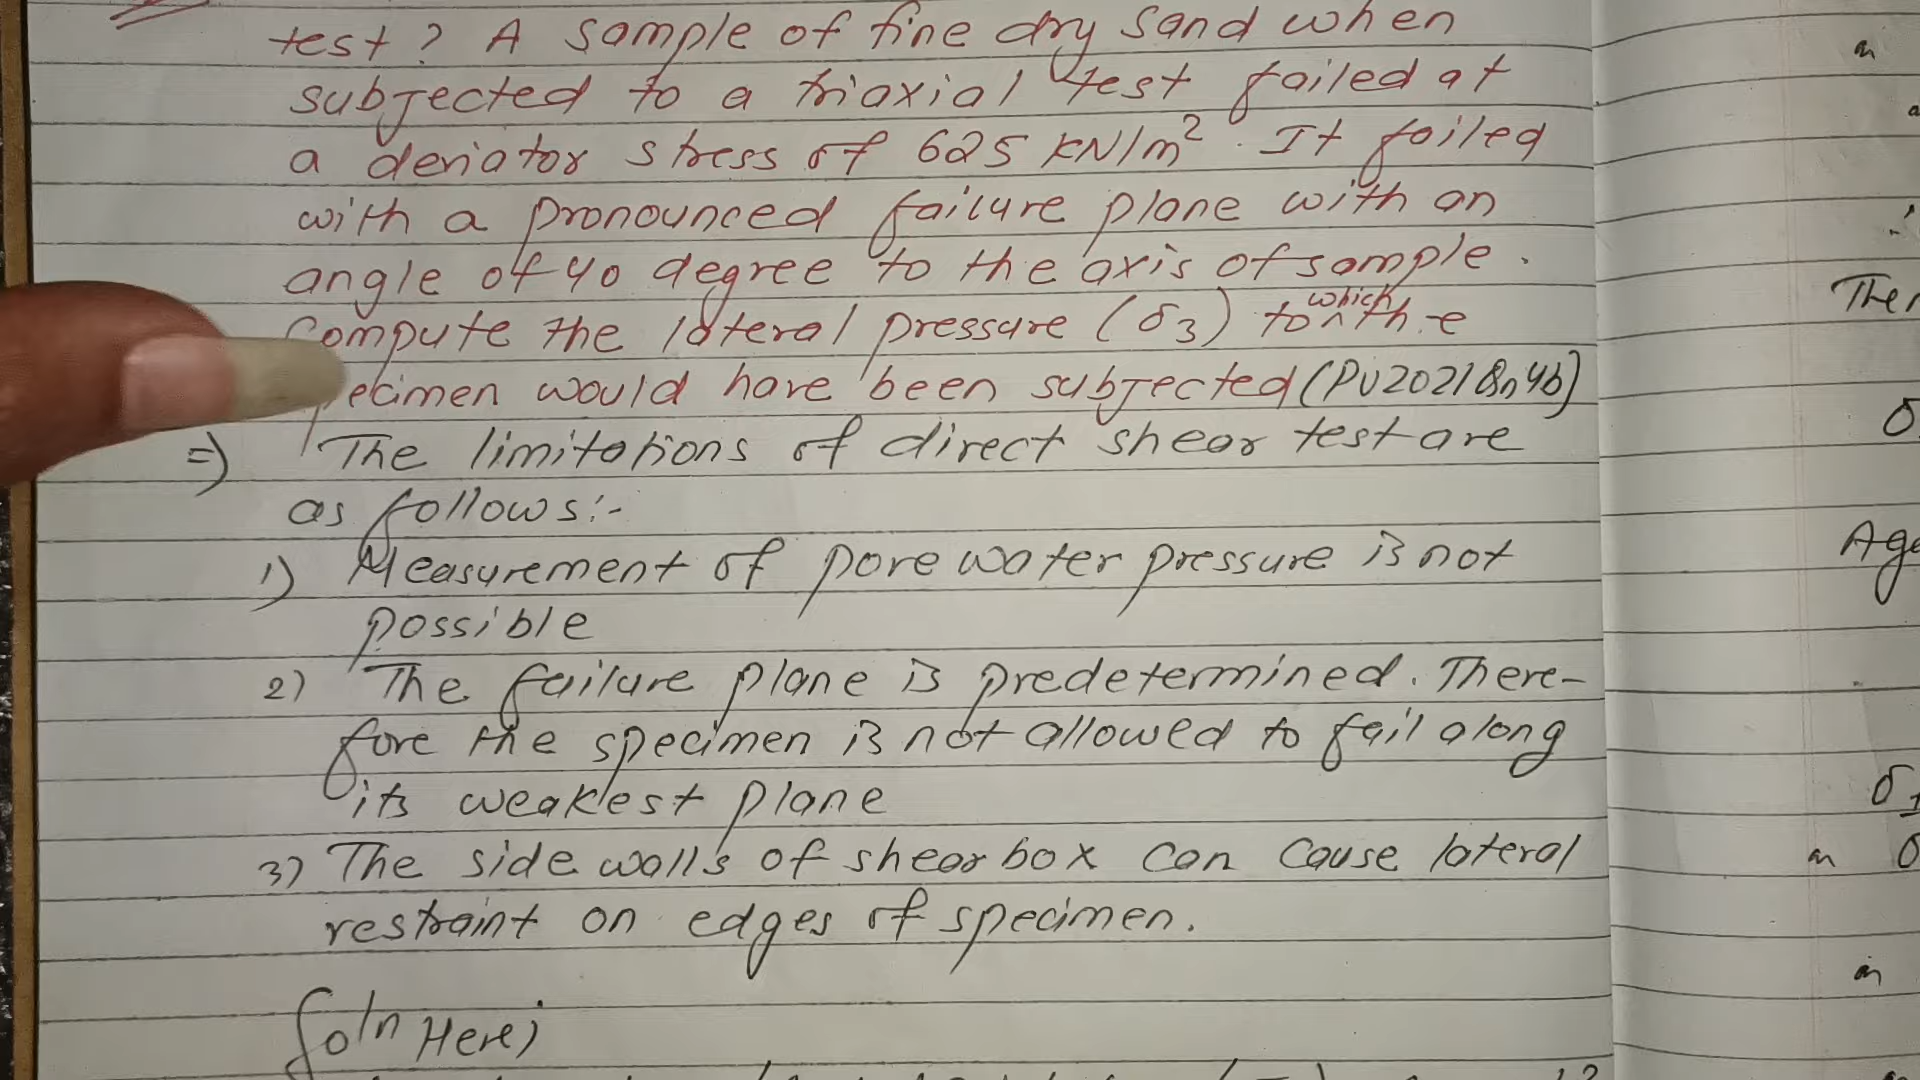 test? A sample of fine dry sand when
subjected to a triaxial test failed at
a deviator stress of 625 KN/m². It failed
with a pronounced failure plane with an
angle of 40 degree to the axis of sample.
Compute the lateral pressure (σ3) to which the
specimen would have been subjected (PU2021 Qn 4b)
=) The limitations of direct shear test are
as follows:-
1) Measurement of pore water pressure is not
possible
2) The failure plane is predetermined. There-
fore the specimen is not allowed to fail along
its weakest plane
3) The side walls of shear box can cause lateral
restraint on edges of specimen.
Soln Here;